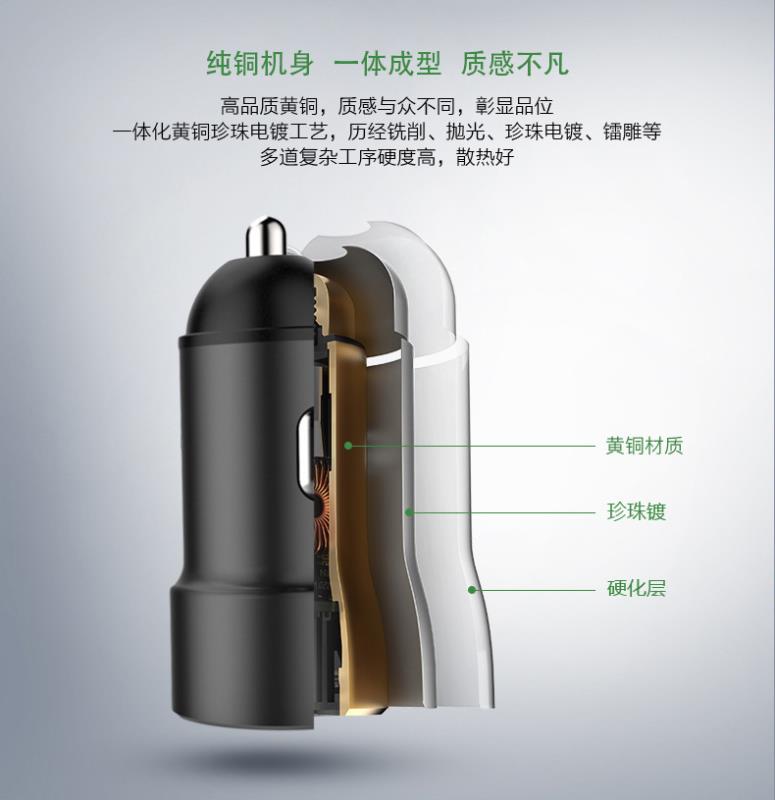 纯铜机身 一体成型 质感不凡
高品质黄铜，质感与众不同，彰显品位
一体化黄铜珍珠电镀工艺，历经铣削、抛光、珍珠电镀、镭雕等
多道复杂工序硬度高，散热好
黄铜材质
珍珠镀
硬化层